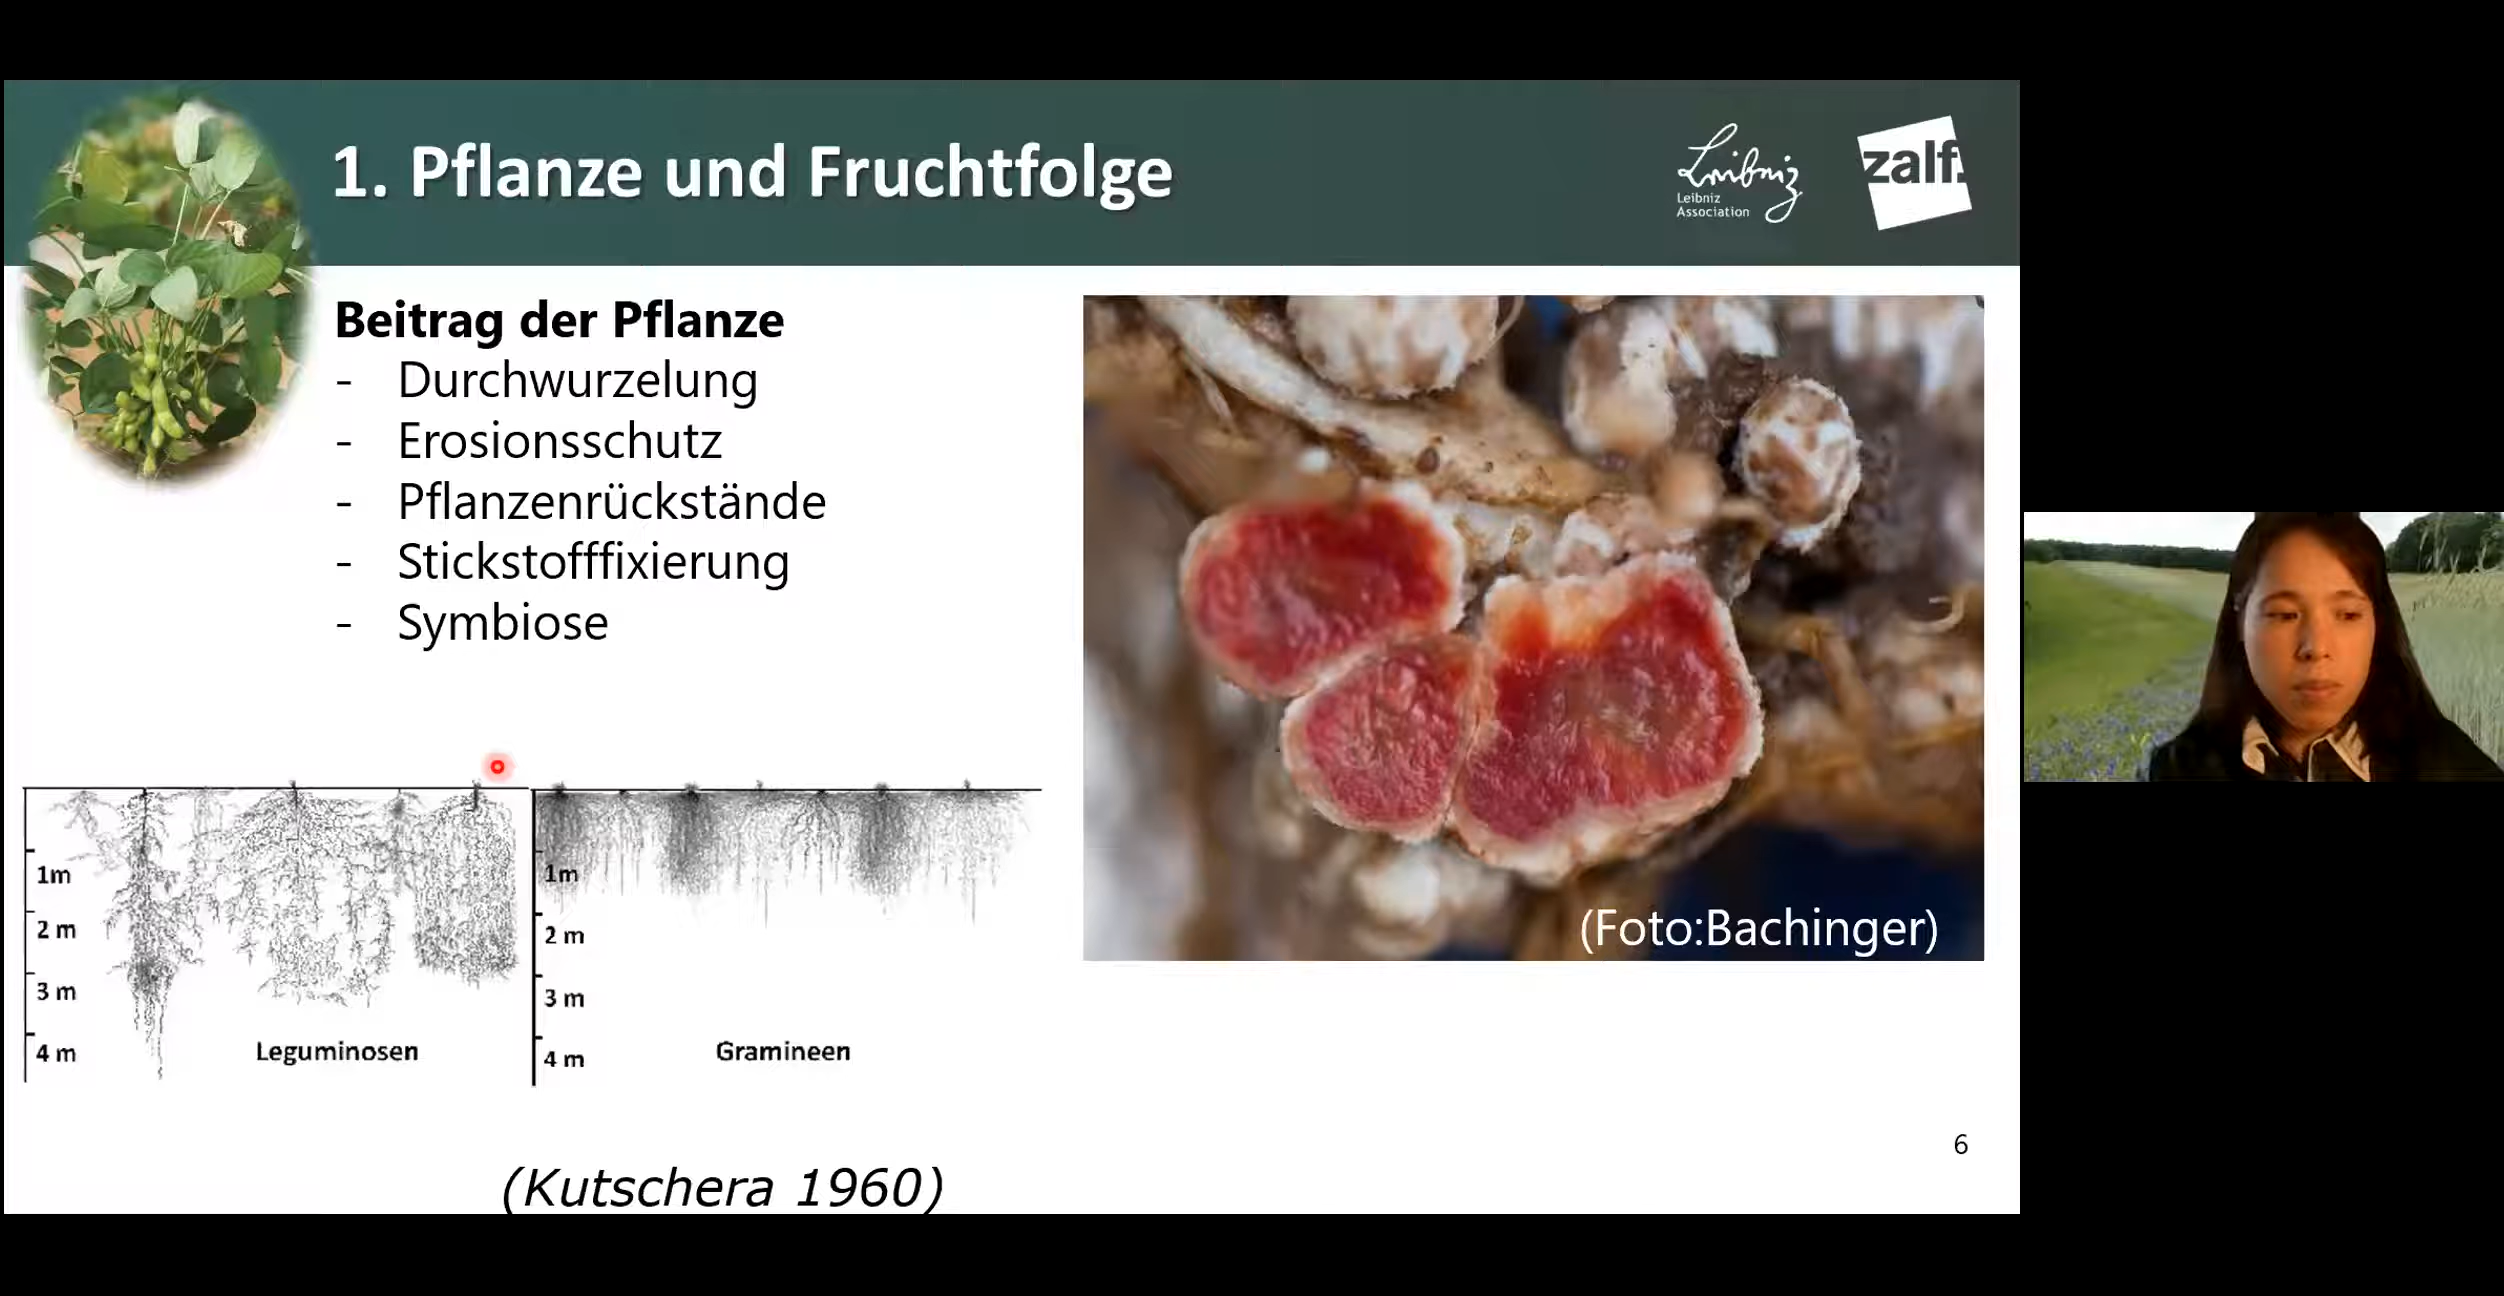 1. Pflanze und Fruchtfolge
Leibniz
Leibniz
Association
zalf.
Beitrag der Pflanze
- Durchwurzelung
- Erosionsschutz
- Pflanzenrückstände
- Stickstofffixierung
- Symbiose
(Foto:Bachinger)
1m
2 m
3 m
4 m
Leguminosen
1m
2 m
3 m
4 m
Gramineen
(Kutschera 1960)
6